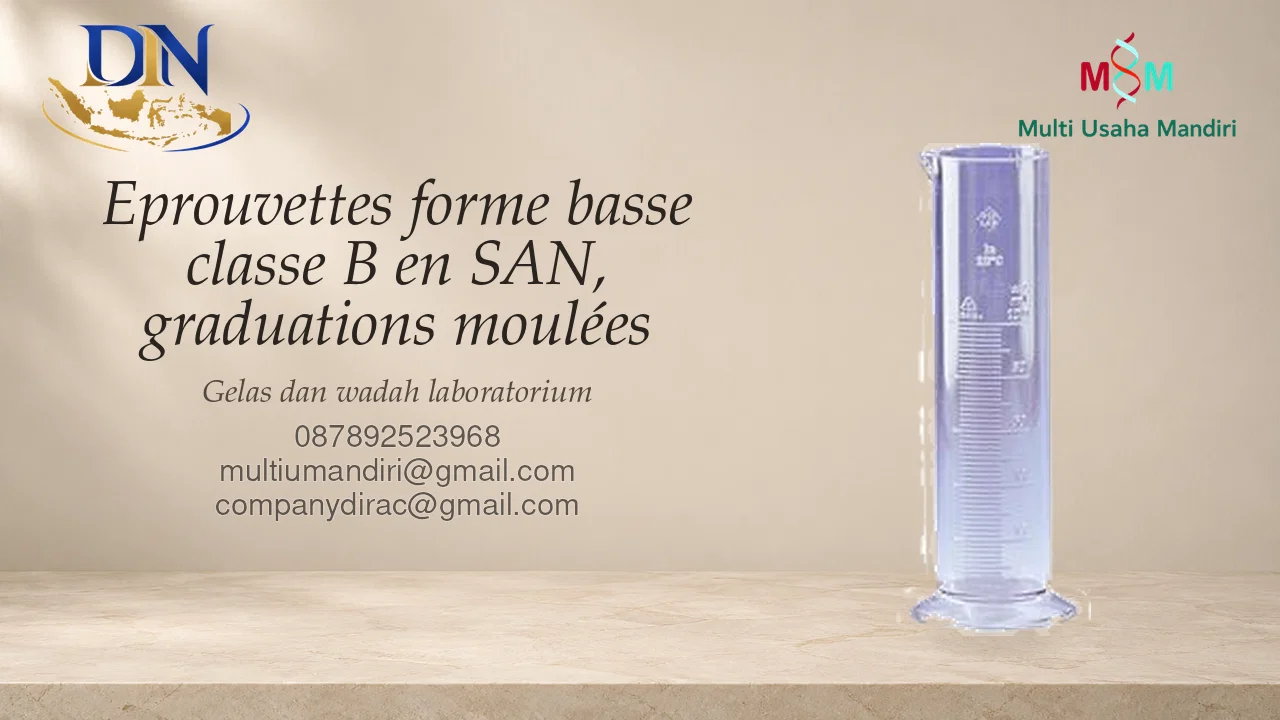 DIN
M M
Multi Usaha Mandiri
Eprouvettes forme basse
classe B en SAN,
graduations moulées
Gelas dan wadah laboratorium
087892523968
multiumandiri@gmail.com
companydirac@gmail.com